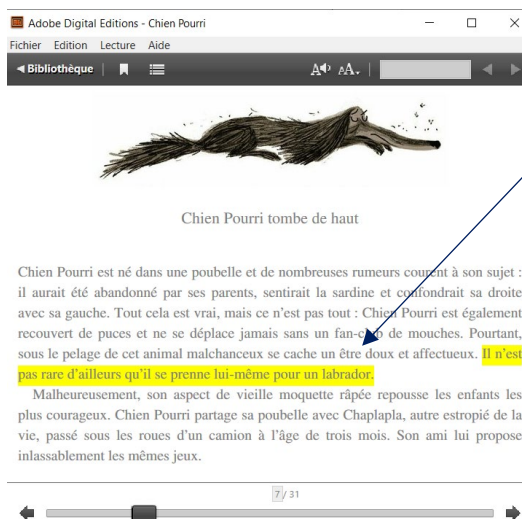 Adobe Digital Editions - Chien Pourri
Fichier Edition Lecture Aide
Bibliothèque
A AA
Chien Pourri tombe de haut
Chien Pourri est né dans une poubelle et de nombreuses rumeurs courent à son sujet :
il aurait été abandonné par ses parents, sentirait la sardine et confondrait sa droite
avec sa gauche. Tout cela est vrai, mais ce n'est pas tout : Chien Pourri est également
recouvert de puces et ne se déplace jamais sans un fan-club de mouches. Pourtant,
sous le pelage de cet animal malchanceux se cache un être doux et affectueux. Il n'est
pas rare d'ailleurs qu'il se prenne lui-même pour un labrador.
Malheureusement, son aspect de vieille moquette râpée repousse les enfants les
plus courageux. Chien Pourri partage sa poubelle avec Chaplapla, autre estropié de la
vie, passé sous les roues d'un camion à l'âge de trois mois. Son ami lui propose
inlassablement les mêmes jeux.
7 / 31